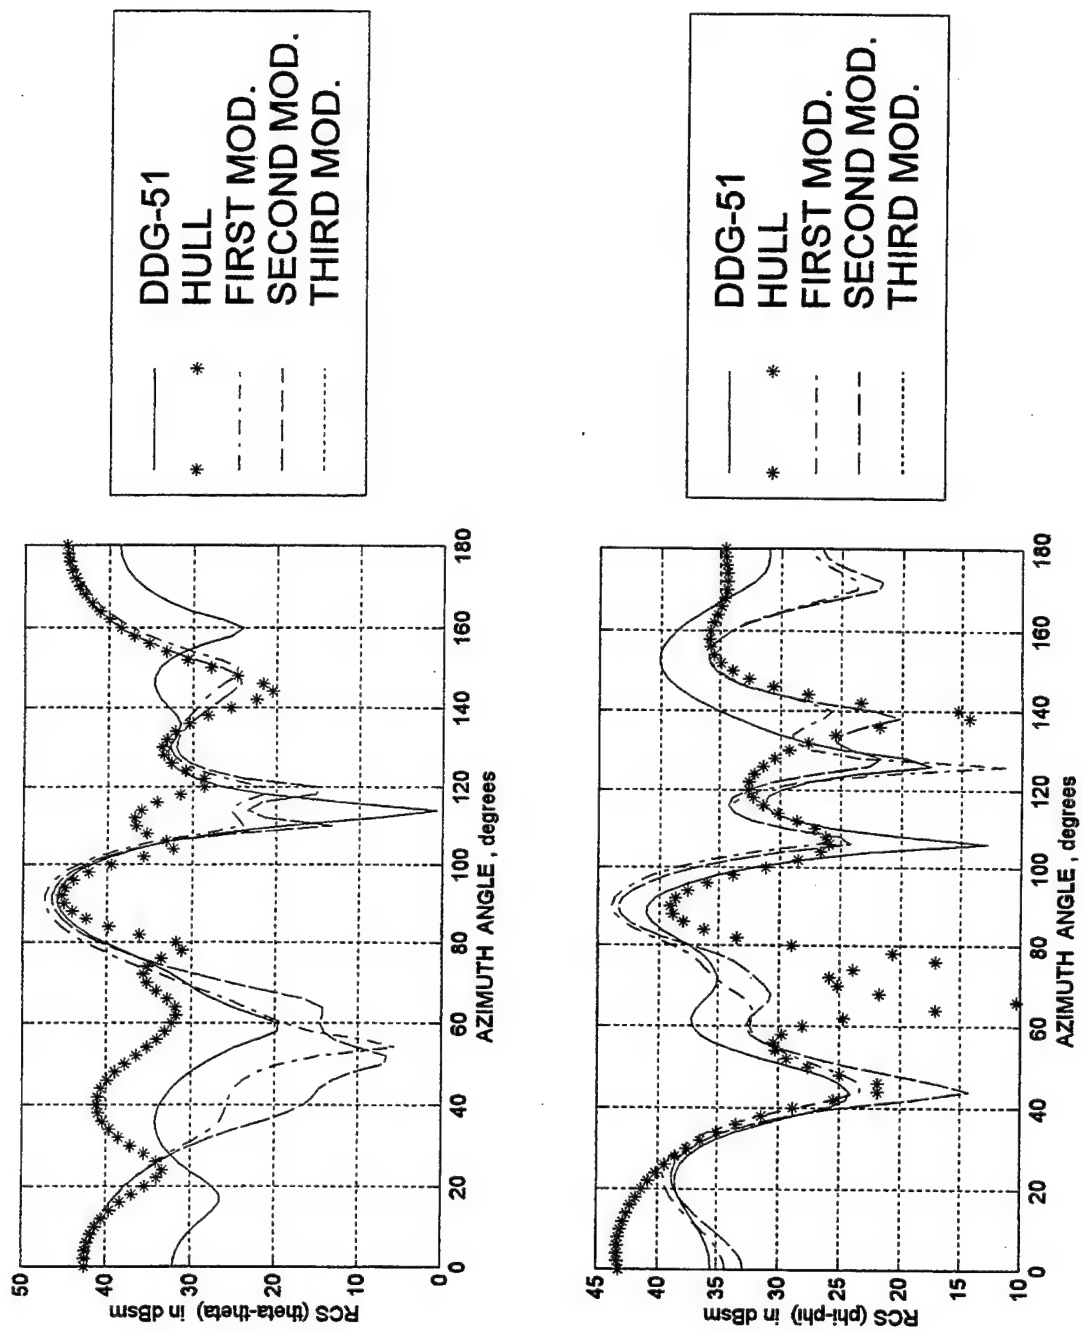 DDG-51
HULL
FIRST MOD.
SECOND MOD.
THIRD MOD.
50
40
30
20
10
0
RCS (theta-theta) in dBsm
0
20
40
60
80
100
120
140
160
180
AZIMUTH ANGLE , degrees
DDG-51
HULL
FIRST MOD.
SECOND MOD.
THIRD MOD.
45
40
35
30
25
20
15
10
RCS (phi-phi) in dBsm
0
20
40
60
80
100
120
140
160
180
AZIMUTH ANGLE , degrees